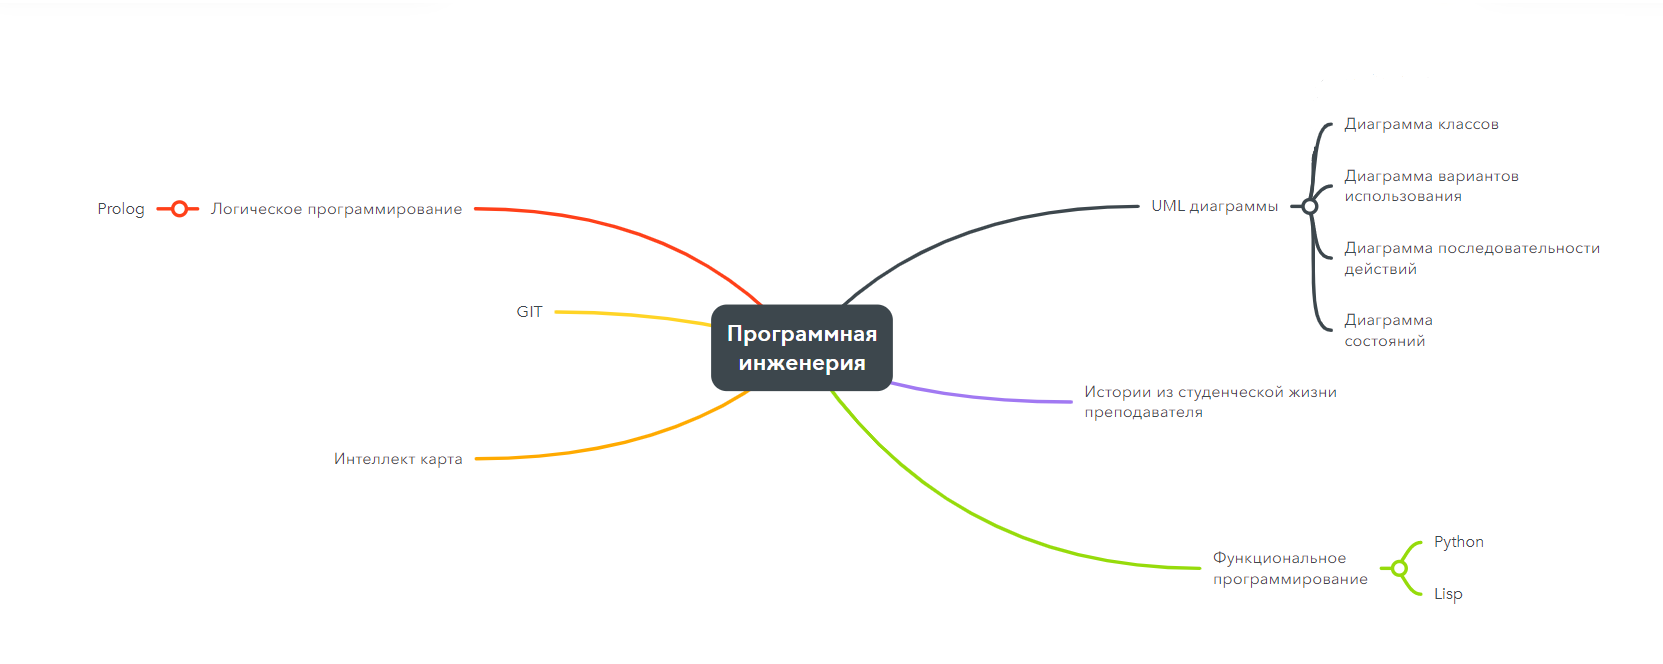 Диаграмма классов
Диаграмма вариантов
использования
Prolog
Логическое программирование
UML диаграммы
Диаграмма последовательности
действий
GIT
Диаграмма
состояний
Программная
инженерия
Истории из студенческой жизни
преподавателя
Интеллект карта
Функциональное
программирование
Python
Lisp